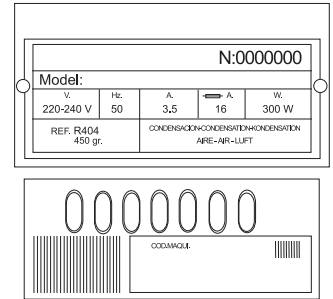 N:0000000
Model:
V. Hz. A. A. W.
220-240 V 50 3.5 16 300 W
REF. R404 CONDENSACION-CONDENSATION-KONDENSATION
450 gr. AIRE-AIR-LUFT
COD.MAQUI.